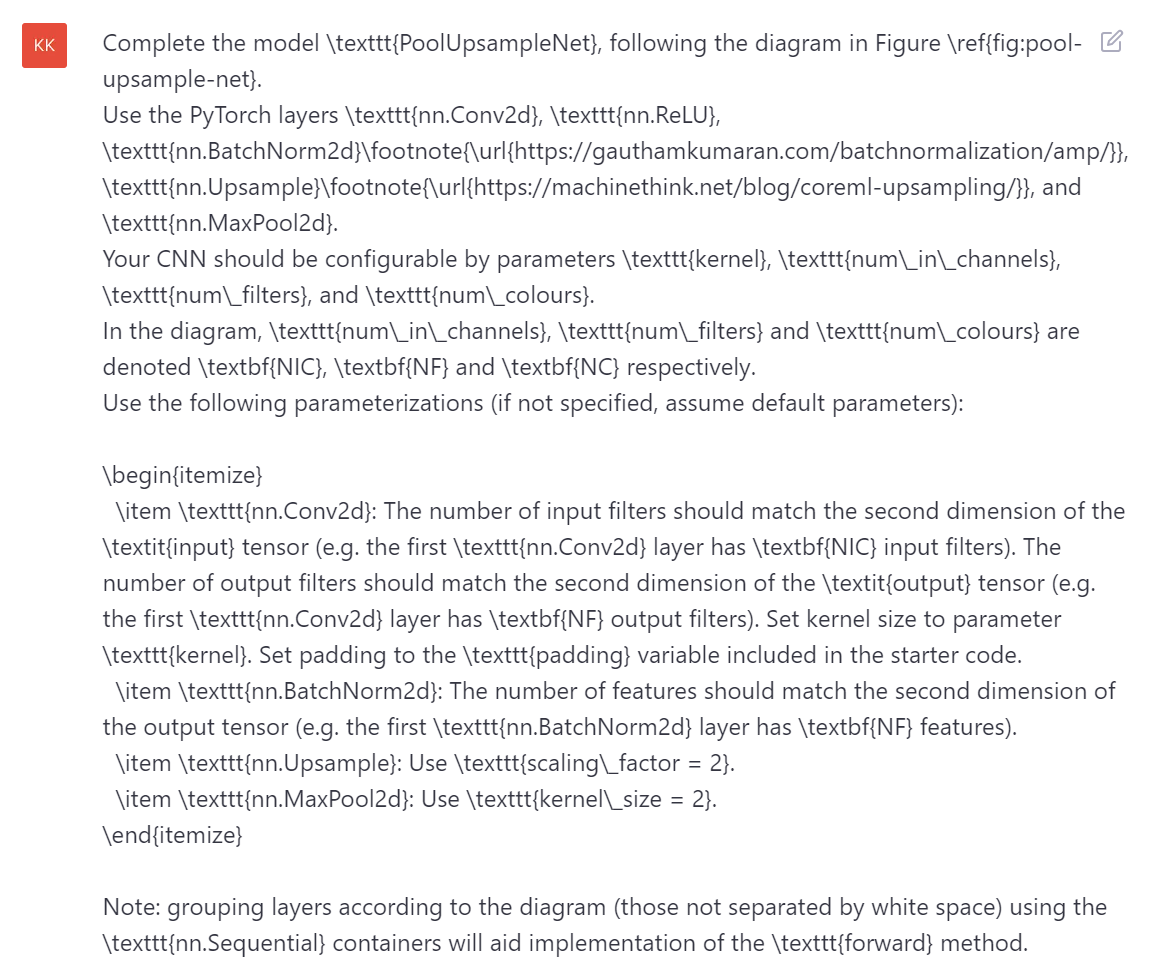 KK
Complete the model \texttt{PoolUpsampleNet}, following the diagram in Figure \ref{fig:pool-
upsample-net}.
Use the PyTorch layers \texttt{nn.Conv2d}, \texttt{nn.ReLU},
\texttt{nn.BatchNorm2d}\footnote{\url{https://gauthamkumaran.com/batchnormalization/amp/}},
\texttt{nn.Upsample}\footnote{\url{https://machinethink.net/blog/coreml-upsampling/}}, and
\texttt{nn.MaxPool2d}.
Your CNN should be configurable by parameters \texttt{kernel}, \texttt{num\_in\_channels},
\texttt{num\_filters}, and \texttt{num\_colours}.
In the diagram, \texttt{num\_in\_channels}, \texttt{num\_filters} and \texttt{num\_colours} are
denoted \textbf{NIC}, \textbf{NF} and \textbf{NC} respectively.
Use the following parameterizations (if not specified, assume default parameters):
\begin{itemize}
\item \texttt{nn.Conv2d}: The number of input filters should match the second dimension of the
\textit{input} tensor (e.g. the first \texttt{nn.Conv2d} layer has \textbf{NIC} input filters). The
number of output filters should match the second dimension of the \textit{output} tensor (e.g.
the first \texttt{nn.Conv2d} layer has \textbf{NF} output filters). Set kernel size to parameter
\texttt{kernel}. Set padding to the \texttt{padding} variable included in the starter code.
\item \texttt{nn.BatchNorm2d}: The number of features should match the second dimension of
the output tensor (e.g. the first \texttt{nn.BatchNorm2d} layer has \textbf{NF} features).
\item \texttt{nn.Upsample}: Use \texttt{scaling\_factor = 2}.
\item \texttt{nn.MaxPool2d}: Use \texttt{kernel\_size = 2}.
\end{itemize}
Note: grouping layers according to the diagram (those not separated by white space) using the
\texttt{nn.Sequential} containers will aid implementation of the \texttt{forward} method.